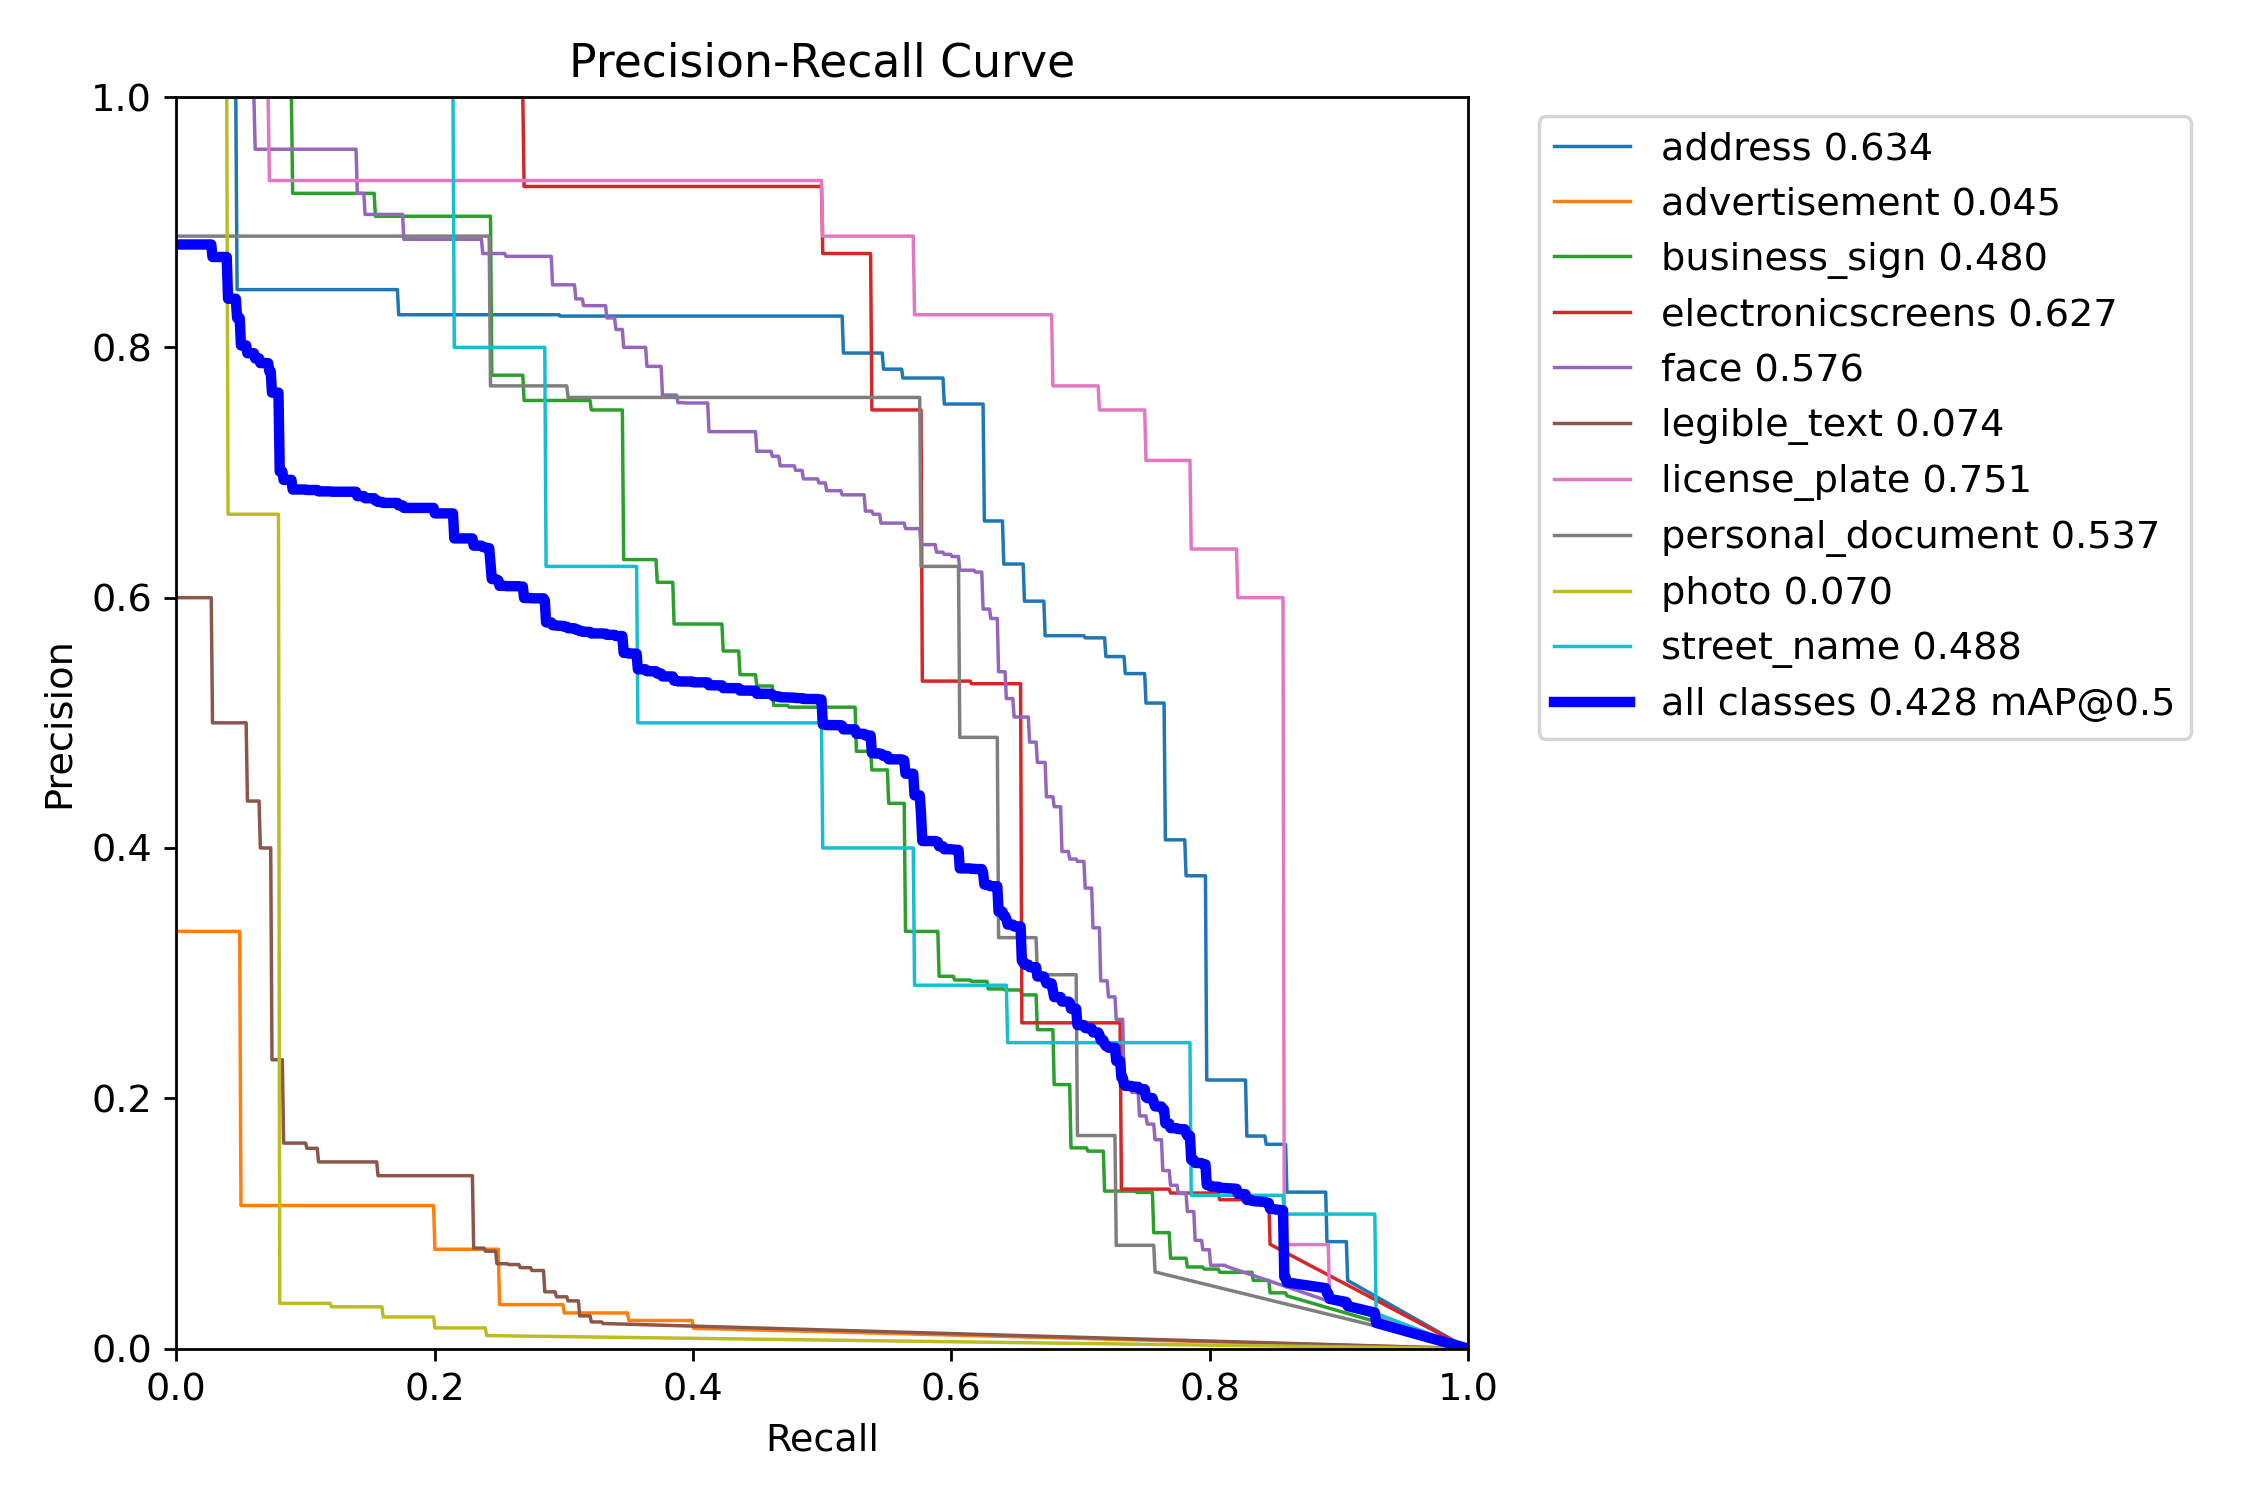 Precision-Recall Curve
1.0
0.8
0.6
0.4
0.2
0.0
Precision
0.0 0.2 0.4 0.6 0.8 1.0
Recall
address 0.634
advertisement 0.045
business_sign 0.480
electronicscreens 0.627
face 0.576
legible_text 0.074
license_plate 0.751
personal_document 0.537
photo 0.070
street_name 0.488
all classes 0.428 mAP@0.5